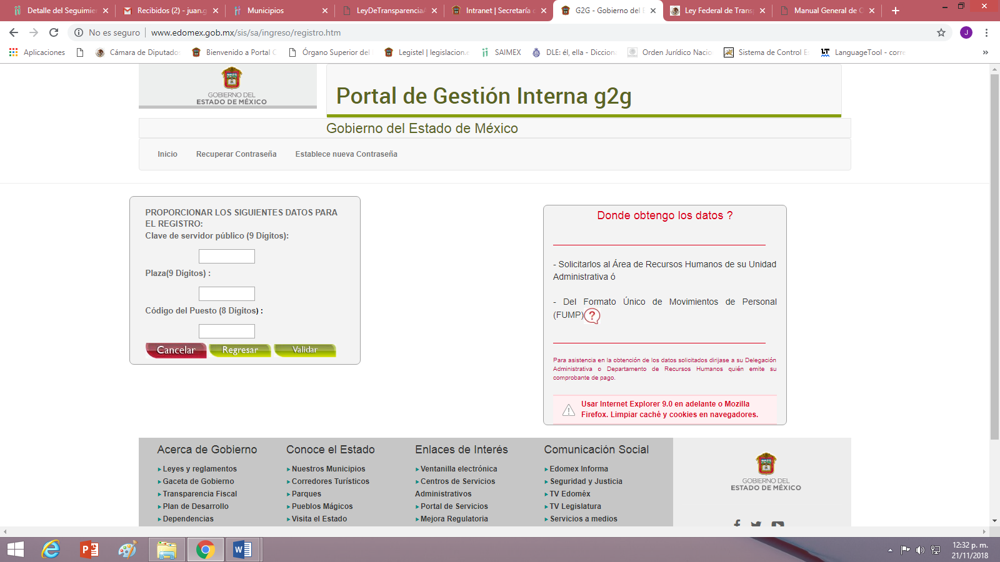 Detalle del Seguimie
Recibidos (2) - juan.g
Municipios
LeyDeTransparencia
Intranet | Secretaría
G2G - Gobierno del E
Ley Federal de Trans
Manual General de
No es seguro
www.edomex.gob.mx/sis/sa/ingreso/registro.htm
J
Aplicaciones
Cámara de Diputado
Bienvenido a Portal C
Órgano Superior del
Legistel | legislacion.e
SAIMEX
DLE: él, ella - Diccion
Orden Jurídico Nacio
Sistema de Control E
LT
LanguageTool - corre
»
GOBIERNO DEL
ESTADO DE MÉXICO
Portal de Gestión Interna g2g
Gobierno del Estado de México
Inicio
Recuperar Contraseña
Establece nueva Contraseña
PROPORCIONAR LOS SIGUIENTES DATOS PARA
EL REGISTRO:
Clave de servidor público (9 Dígitos):
Plaza(9 Dígitos) :
Código del Puesto (8 Dígitos) :
Cancelar
Regresar
Validar
Donde obtengo los datos ?
- Solicitarlos al Área de Recursos Humanos de su Unidad
Administrativa ó
- Del Formato Único de Movimientos de Personal
(FUMP)
?
Para asistencia en la obtención de los datos solicitados dirijase a su Delegación
Administrativa o Departamento de Recursos Humanos quién emite su
comprobante de pago.
Usar Internet Explorer 9.0 en adelante o Mozilla
Firefox. Limpiar caché y cookies en navegadores.
Acerca de Gobierno
Leyes y reglamentos
Gaceta de Gobierno
Transparencia Fiscal
Plan de Desarrollo
Dependencias
Conoce el Estado
Nuestros Municipios
Corredores Turísticos
Parques
Pueblos Mágicos
Visita el Estado
Enlaces de Interés
Ventanilla electrónica
Centros de Servicios
Administrativos
Portal de Servicios
Mejora Regulatoria
Comunicación Social
Edomex Informa
Seguridad y Justicia
TV Edoméx
TV Legislatura
Servicios a medios
GOBIERNO DEL
ESTADO DE MÉXICO
12:32 p. m.
21/11/2018